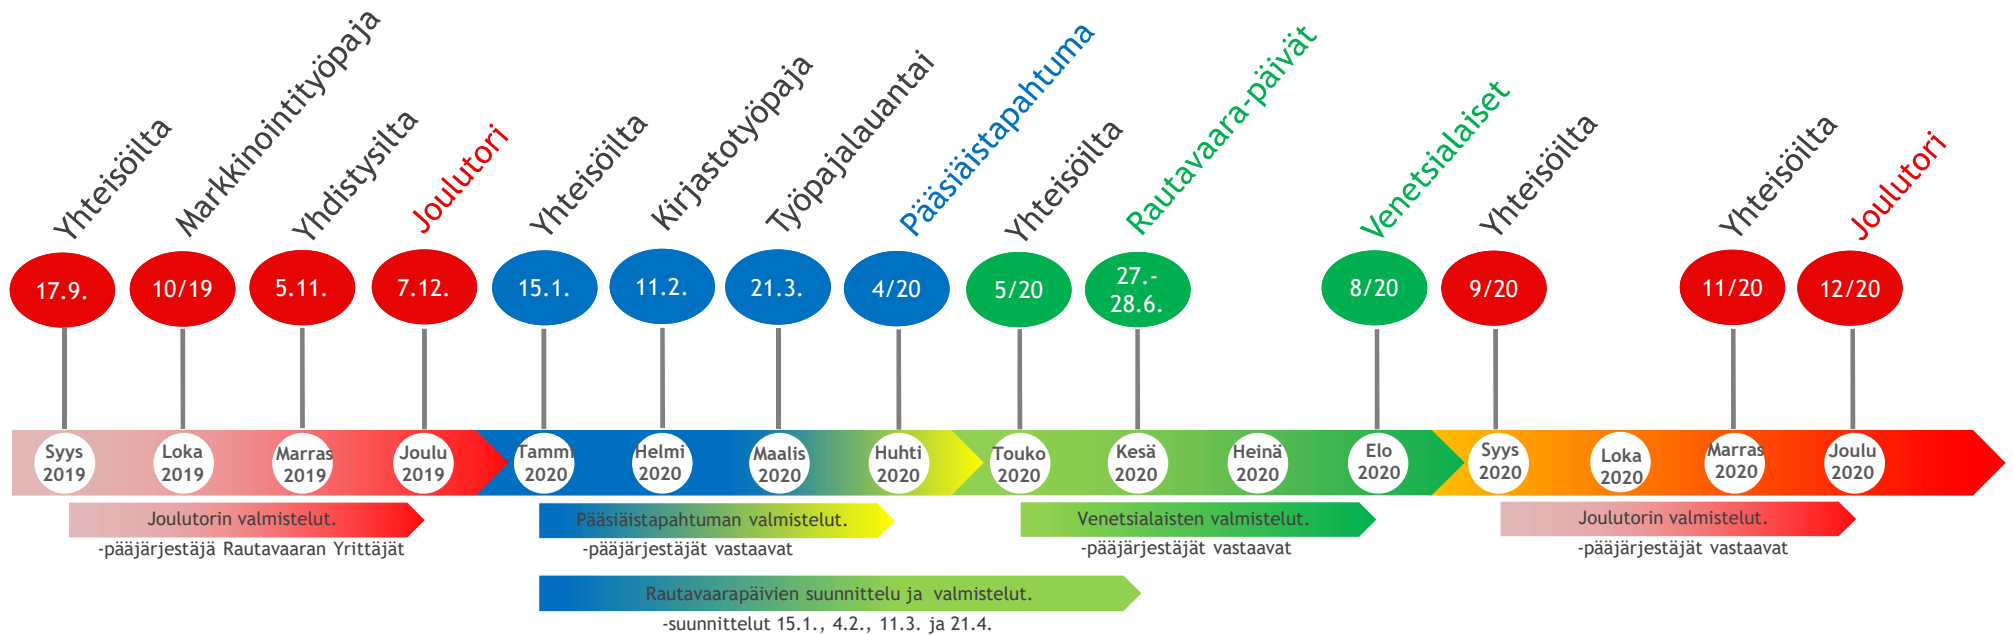 Yhteisöilta
Markkinointityöpaja
Yhdistysilta
Joulutori
Yhteisöilta
Kirjastotyöpaja
Työpajalauantai
Pääsiäistapahtuma
Yhteisöilta
Rautavaara-päivät
Venetsialaiset
Yhteisöilta
Yhteisöilta
Joulutori
17.9.
10/19
5.11.
7.12.
15.1.
11.2.
21.3.
4/20
5/20
27.-
28.6.
8/20
9/20
11/20
12/20
Syys
2019
Loka
2019
Marras
2019
Joulu
2019
Tammi
2020
Helmi
2020
Maalis
2020
Huhti
2020
Touko
2020
Kesä
2020
Heinä
2020
Elo
2020
Syys
2020
Loka
2020
Marras
2020
Joulu
2020
Joulutorin valmistelut.
-pääjärjestäjä Rautavaaran Yrittäjät
Pääsiäistapahtuman valmistelut.
-pääjärjestäjät vastaavat
Venetsialaisten valmistelut.
-pääjärjestäjät vastaavat
Joulutorin valmistelut.
-pääjärjestäjät vastaavat
Rautavaarapäivien suunnittelu ja valmistelut.
-suunnittelut 15.1., 4.2., 11.3. ja 21.4.